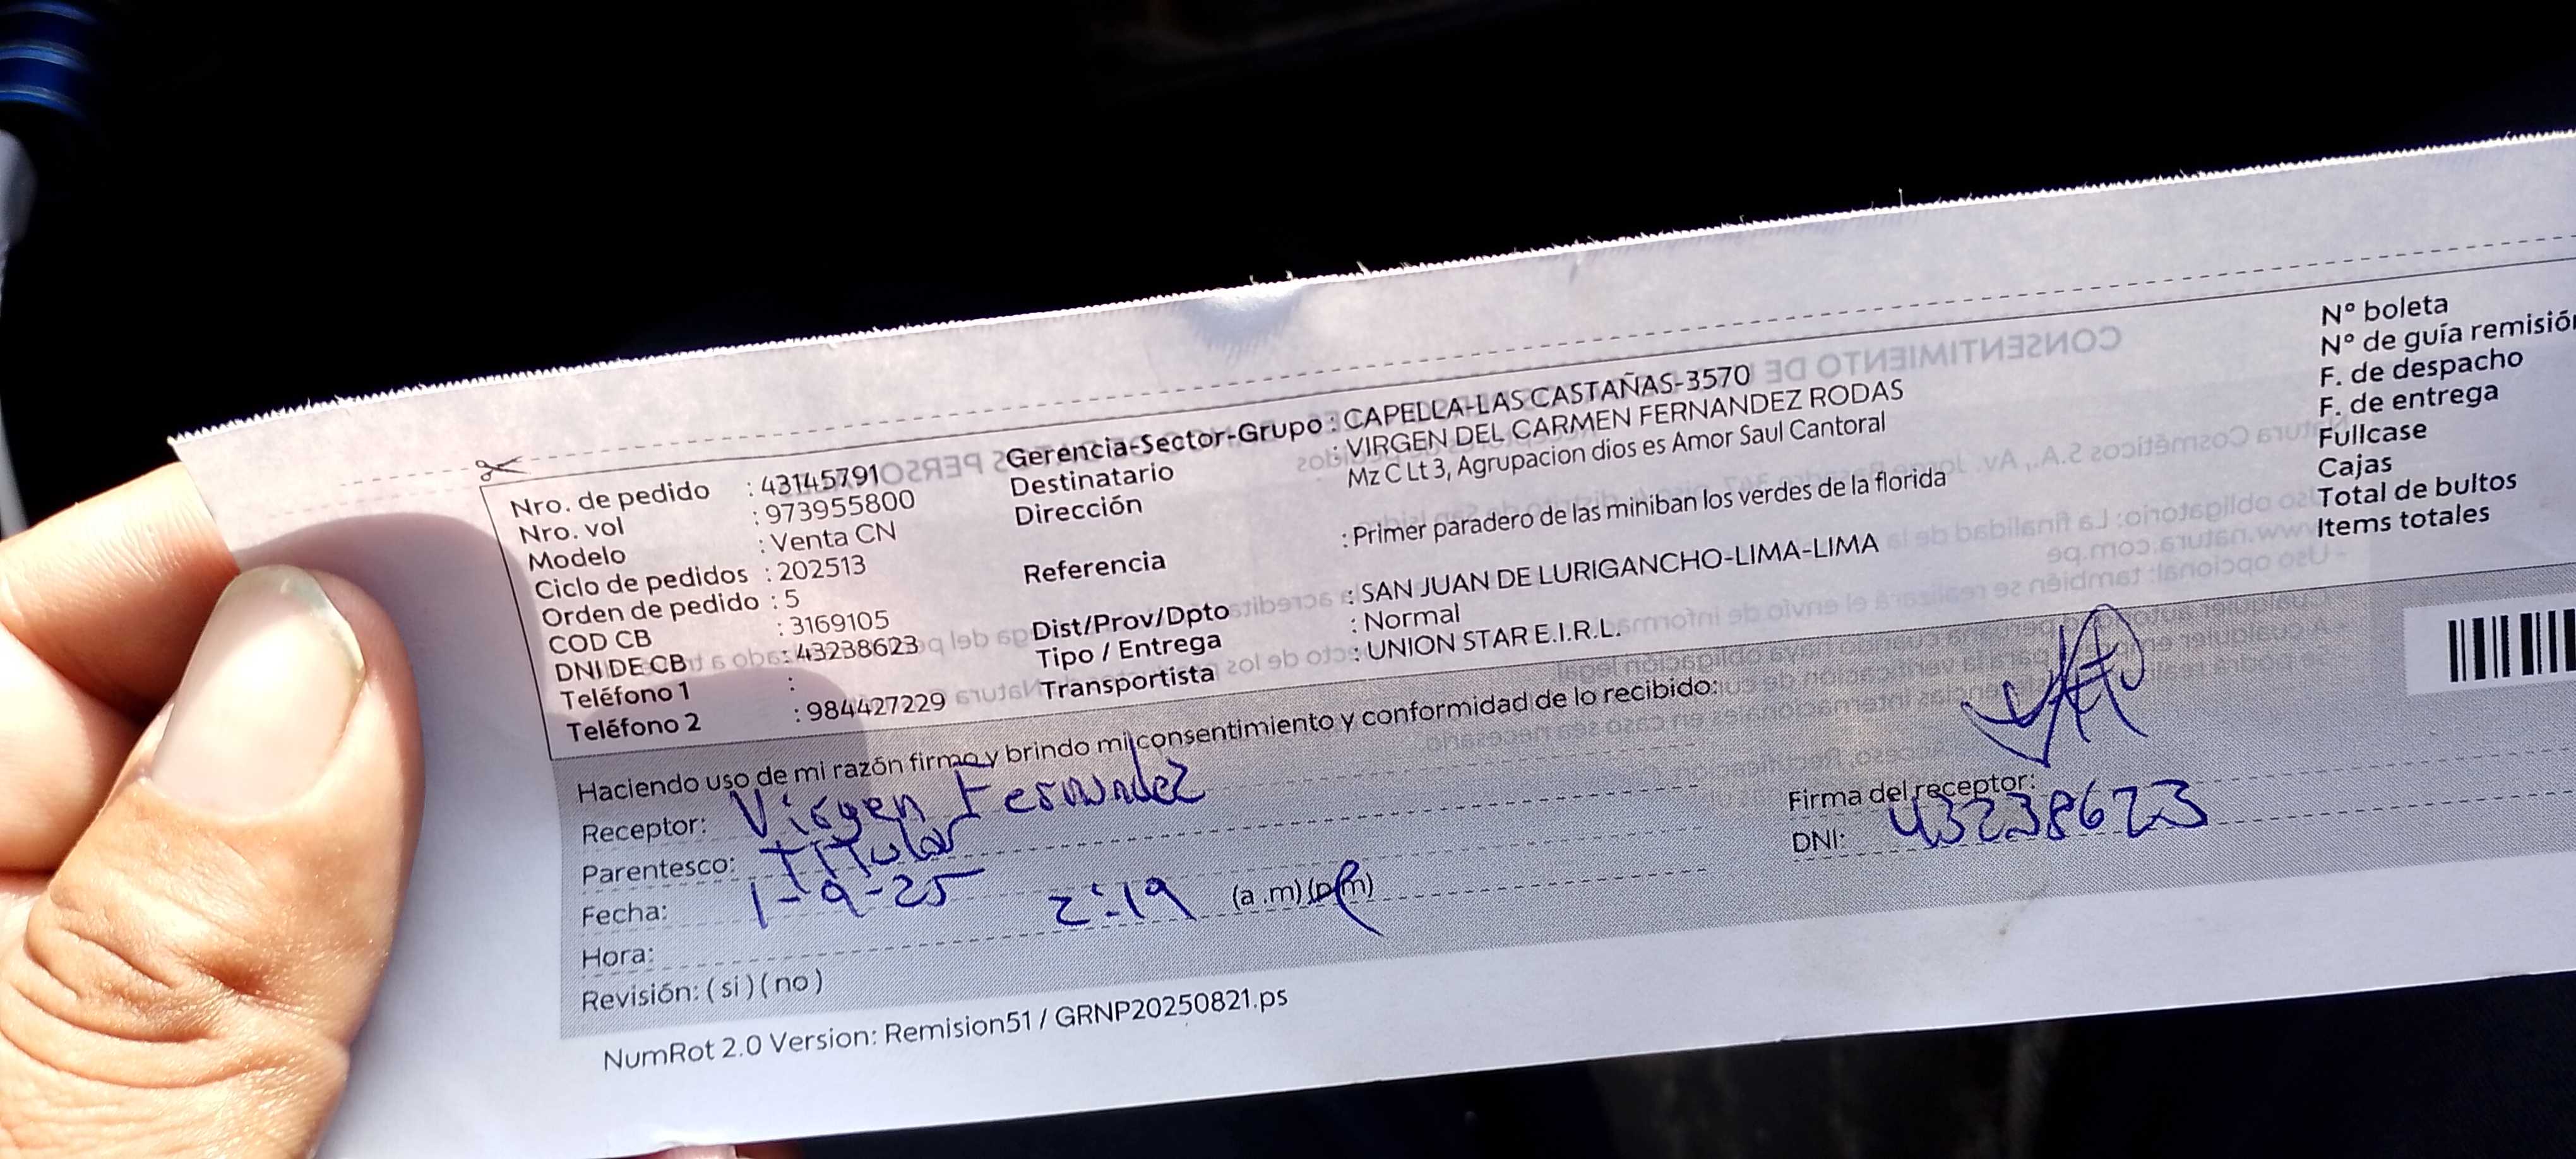 Nro. de pedido : 43145791
Nro. vol : 973955800
Modelo : Venta CN
Ciclo de pedidos : 202513
Orden de pedido : 5
COD CB : 3169105
DNI DE CB : 43238623
Teléfono 1 :
Teléfono 2 : 984427229
Gerencia-Sector-Grupo : CAPELLA-LAS CASTAÑAS-3570
Destinatario : VIRGEN DEL CARMEN FERNANDEZ RODAS
Dirección Mz C Lt 3, Agrupacion dios es Amor Saul Cantoral
Referencia : Primer paradero de las miniban los verdes de la florida
Dist/Prov/Dpto : SAN JUAN DE LURIGANCHO-LIMA-LIMA
Tipo / Entrega : Normal
Transportista : UNION STAR E.I.R.L.
Nº boleta
Nº de guía remisión
F. de despacho
F. de entrega
Fullcase
Cajas
Total de bultos
Items totales
Haciendo uso de mi razón firmo y brindo mi consentimiento y conformidad de lo recibido:
Receptor: Virgen Fernandez
Parentesco: Titular
Fecha: 1-9-25 2:19 (a .m) (p.m)
Hora:
Revisión: ( si ) ( no )
Firma del receptor:
DNI: 43238623
NumRot 2.0 Version: Remision51 / GRNP20250821.ps